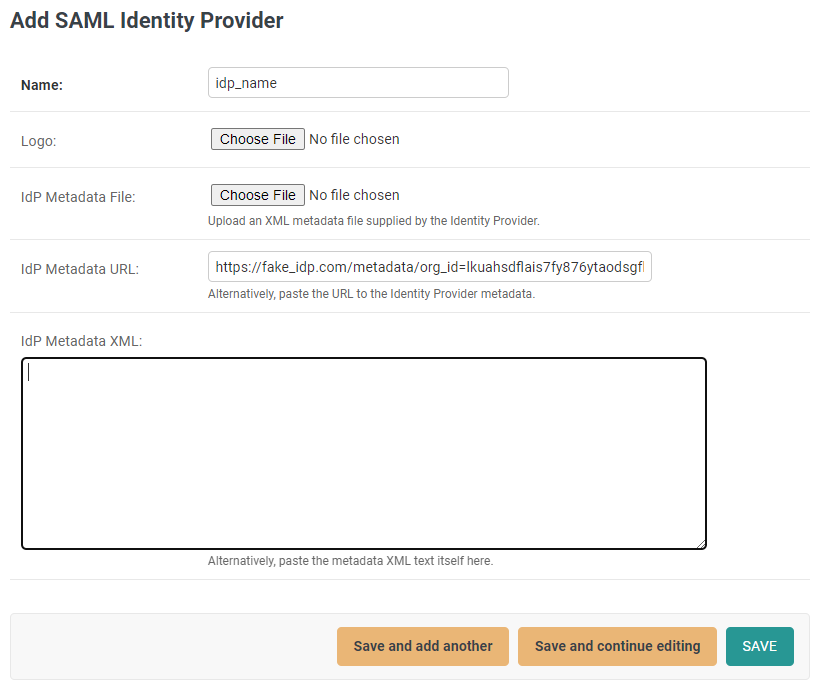 Add SAML Identity Provider
Name: idp_name
Logo: Choose File No file chosen
IdP Metadata File: Choose File No file chosen
Upload an XML metadata file supplied by the Identity Provider.
IdP Metadata URL: https://fake_idp.com/metadata/org_id=lkuahsdflais7fy876ytaodsgf
Alternatively, paste the URL to the Identity Provider metadata.
IdP Metadata XML:
Alternatively, paste the metadata XML text itself here.
Save and add another Save and continue editing SAVE